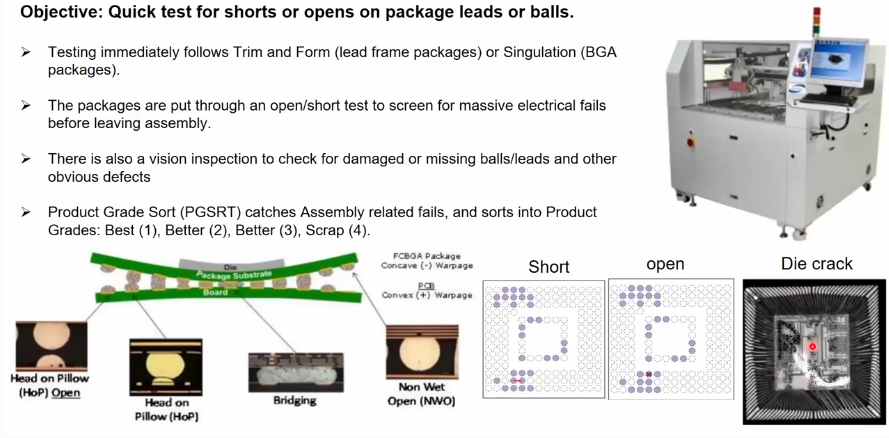 Objective: Quick test for shorts or opens on package leads or balls.
➢ Testing immediately follows Trim and Form (lead frame packages) or Singulation (BGA
packages).
➢ The packages are put through an open/short test to screen for massive electrical fails
before leaving assembly.
➢ There is also a vision inspection to check for damaged or missing balls/leads and other
obvious defects
➢ Product Grade Sort (PGSRT) catches Assembly related fails, and sorts into Product
Grades: Best (1), Better (2), Better (3), Scrap (4).
Die
Package Substrate
Board
FCBGA Package
Concave (-) Warpage
PCB
Convex (+) Warpage
Short
open
Die crack
Head on Pillow
(HoP) Open
Head on
Pillow (HoP)
Bridging
Non Wet
Open (NWO)